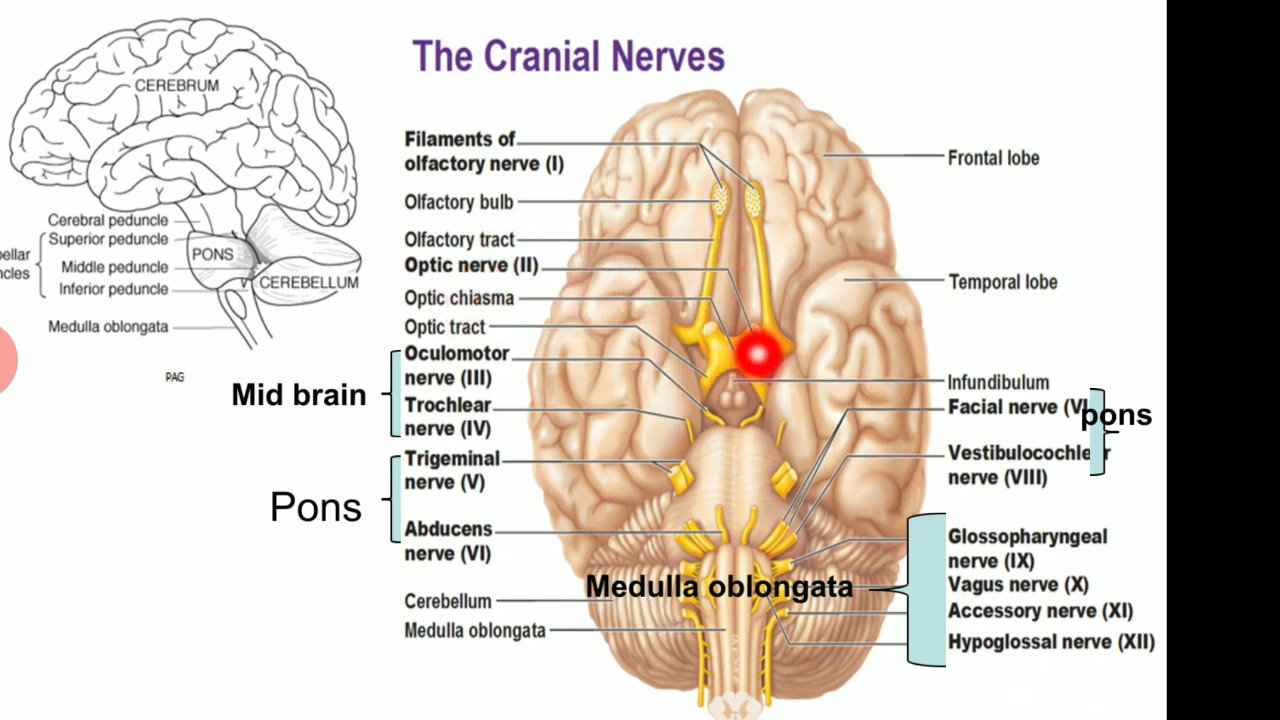 The Cranial Nerves
CEREBRUM
Cerebral peduncle
Superior peduncle
PONS
Middle peduncle
CEREBELLUM
Inferior peduncle
Medulla oblongata
PAG
Filaments of
olfactory nerve (I)
Olfactory bulb
Olfactory tract
Optic nerve (II)
Optic chiasma
Optic tract
Oculomotor
nerve (III)
Trochlear
nerve (IV)
Mid brain
Trigeminal
nerve (V)
Pons
Abducens
nerve (VI)
Cerebellum
Medulla oblongata
Frontal lobe
Temporal lobe
Infundibulum
Facial nerve
pons
nerve (VIII)
Medulla oblongata
Glossopharyngeal
nerve (IX)
Vagus nerve (X)
Accessory nerve (XI)
Hypoglossal nerve (XII)